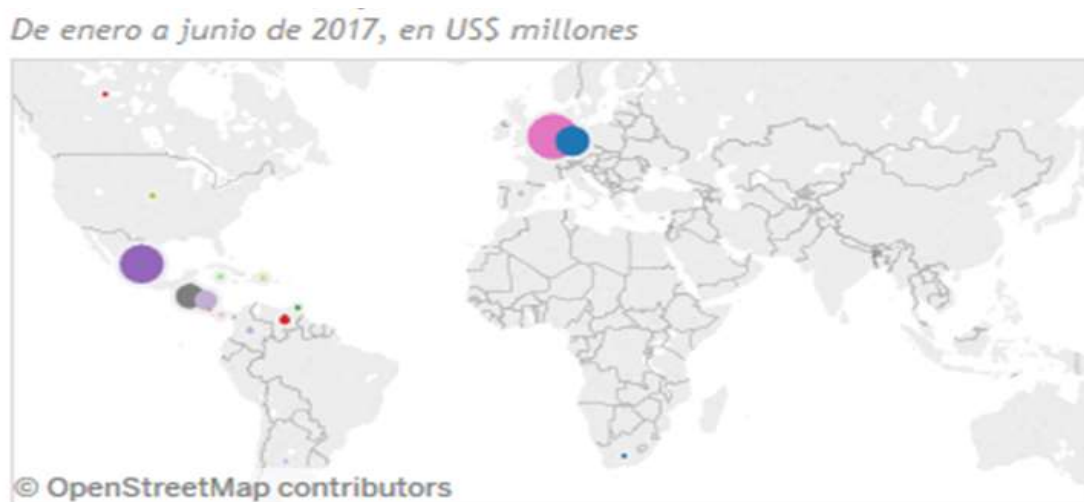 De enero a junio de 2017, en US$ millones
© OpenStreetMap contributors